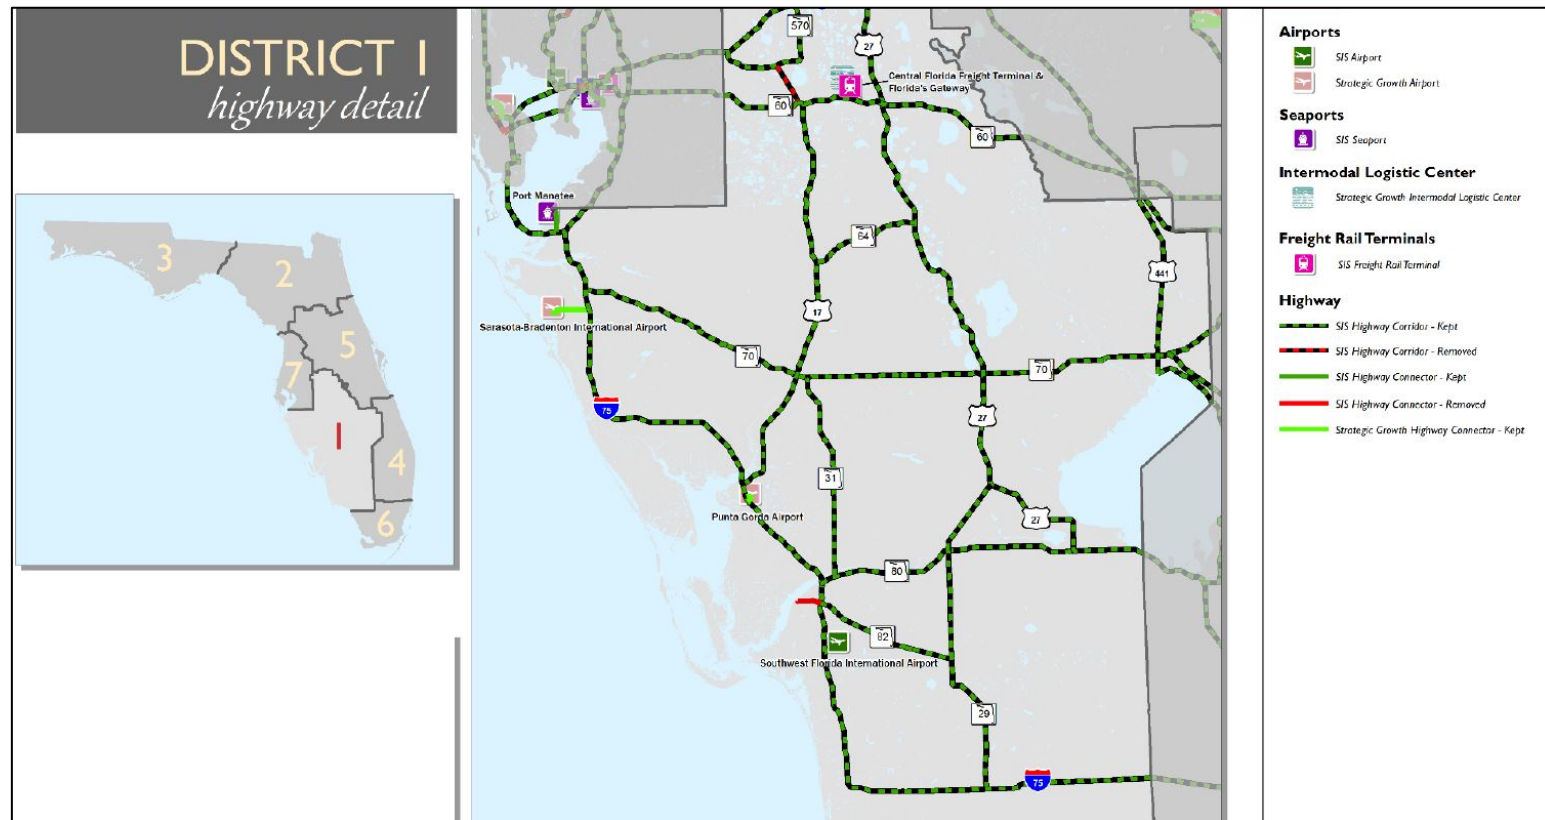 DISTRICT 1
highway detail
3
2
5
7
1
4
6
570
27
Central Florida Freight Terminal &
Florida's Gateway
60
60
Port Manatee
64
441
17
Sarasota-Bradenton International Airport
70
70
75
27
31
Punta Gorda Airport
27
80
82
Southwest Florida International Airport
29
75
Airports
SIS Airport
Strategic Growth Airport
Seaports
SIS Seaport
Intermodal Logistic Center
Strategic Growth Intermodal Logistic Center
Freight Rail Terminals
SIS Freight Rail Terminal
Highway
SIS Highway Corridor - Kept
SIS Highway Corridor - Removed
SIS Highway Connector - Kept
SIS Highway Connector - Removed
Strategic Growth Highway Connector - Kept